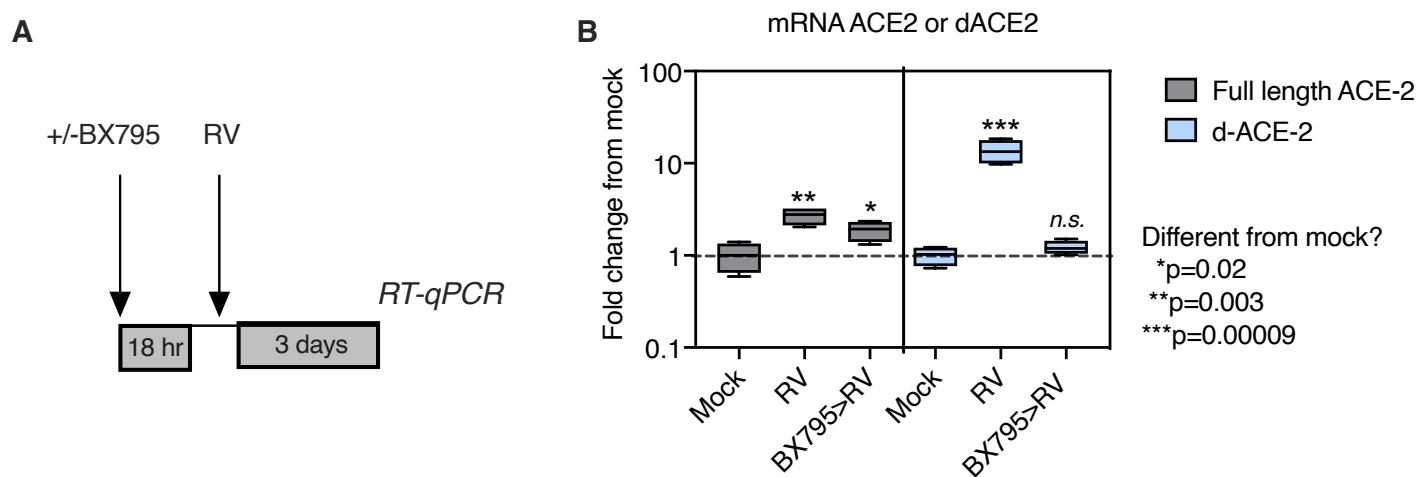 A
+/-BX795
RV
18 hr
3 days
RT-qPCR
B
mRNA ACE2 or dACE2
Fold change from mock
100
10
1
0.1
**
*
***
n.s.
Mock
RV
BX795>RV
Mock
RV
BX795>RV
Full length ACE-2
d-ACE-2
Different from mock?
*p=0.02
**p=0.003
***p=0.00009